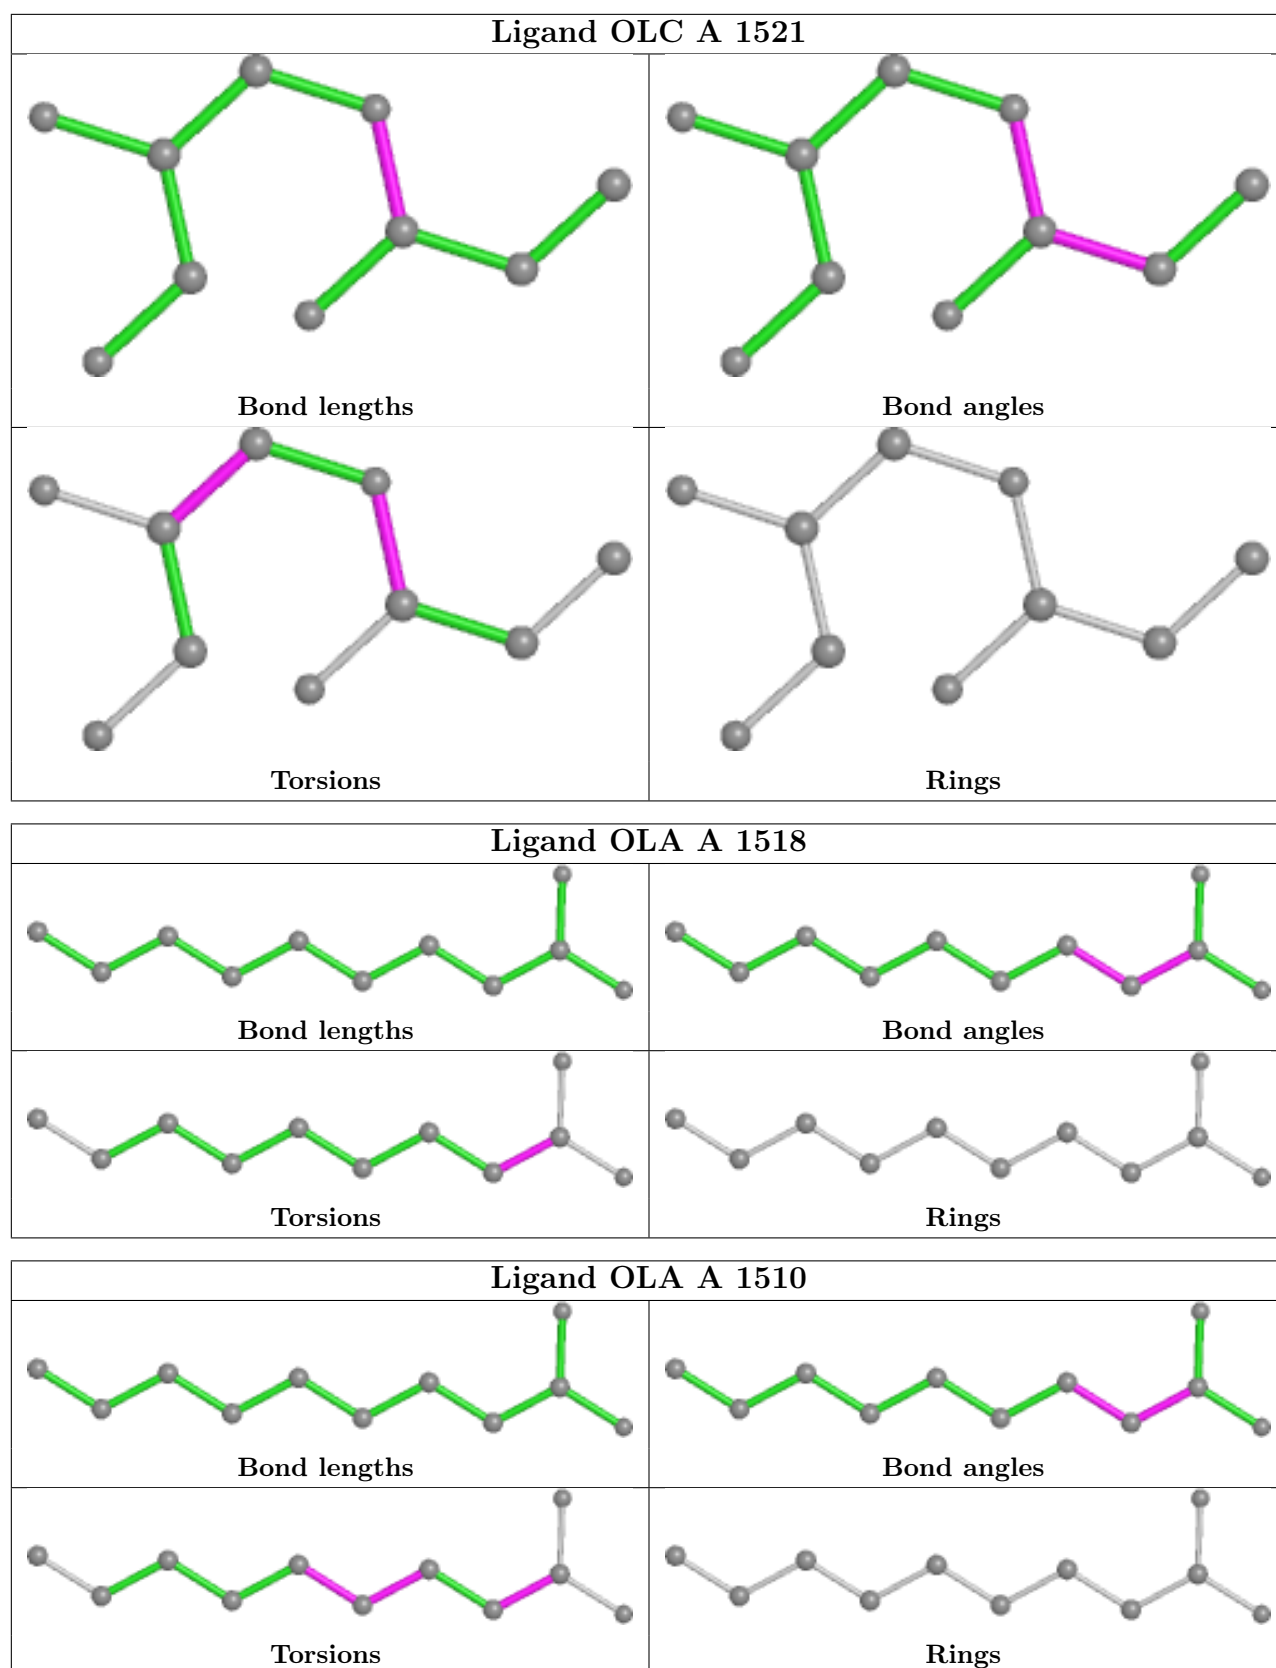 Ligand OLC A 1521
Bond lengths
Bond angles
Torsions
Rings
Ligand OLA A 1518
Bond lengths
Bond angles
Torsions
Rings
Ligand OLA A 1510
Bond lengths
Bond angles
Torsions
Rings